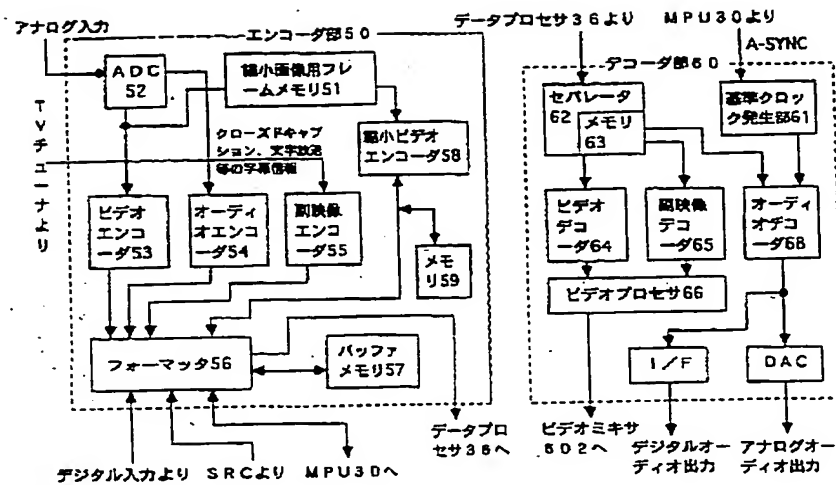 アナログ入力
エンコーダ部50
ADC
52
縮小画像用フレ
ームメモリ51
TVチューナより
クローズドキャプ
ション、文字放送
等の字幕情報
縮小ビデオ
エンコーダ58
ビデオ
エンコ
ーダ53
オーデ
ィオエンコ
ーダ54
副映像
エンコ
ーダ55
メモ
リ59
フォーマッタ56
バッファ
メモリ57
デジタル入力より
SRCより
MPU30へ
データプロ
セサ36へ
データプロセサ36より
MPU30より
A-SYNC
デコーダ部60
セパレータ
62
メモリ
63
基準クロッ
ク発生部61
ビデオ
デコ
ーダ64
副映像
デコ
ーダ65
オーディ
オデコ
ーダ68
ビデオプロセサ66
I/F
DAC
ビデオミキサ
602へ
デジタルオー
ディオ出力
アナログオー
ディオ出力